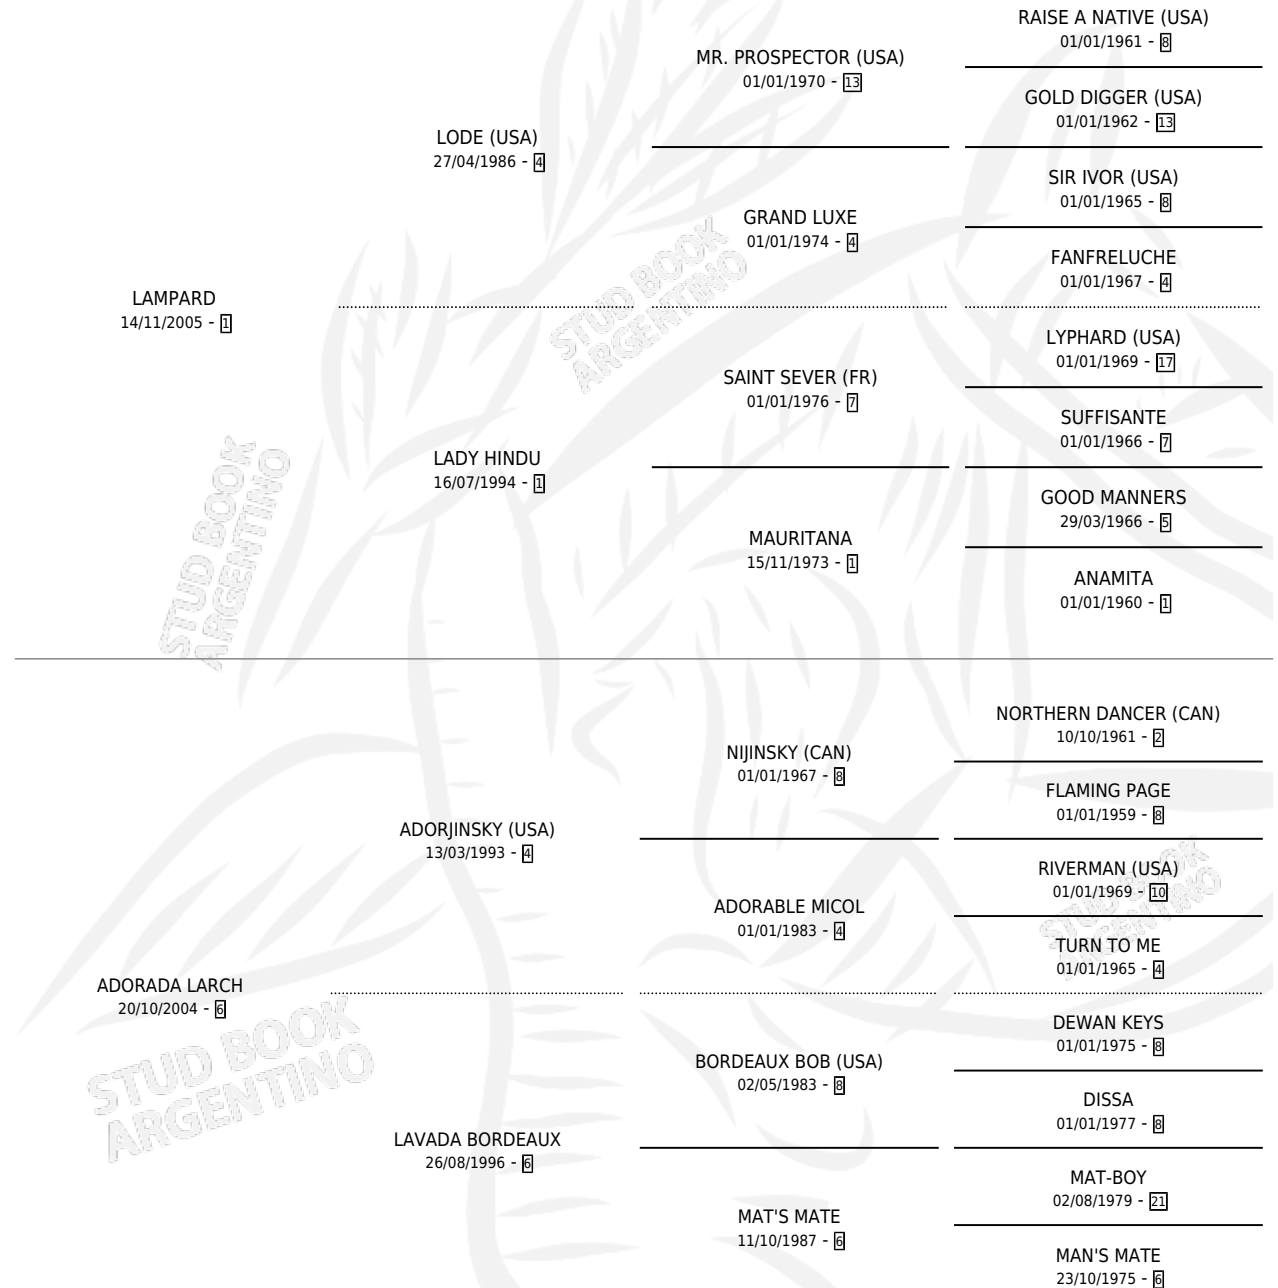 RAISE A NATIVE (USA)
01/01/1961 - 8
MR. PROSPECTOR (USA)
01/01/1970 - 13
GOLD DIGGER (USA)
01/01/1962 - 13
LODE (USA)
27/04/1986 - 4
SIR IVOR (USA)
01/01/1965 - 8
GRAND LUXE
01/01/1974 - 4
FANFRELUCHE
01/01/1967 - 4
LAMPARD
14/11/2005 - 1
LYPHARD (USA)
01/01/1969 - 17
SAINT SEVER (FR)
01/01/1976 - 7
SUFFISANTE
01/01/1966 - 7
LADY HINDU
16/07/1994 - 1
GOOD MANNERS
29/03/1966 - 5
MAURITANA
15/11/1973 - 1
ANAMITA
01/01/1960 - 1
STUD BOOK
ARGENTINO
STUD BOOK
ARGENTINO
NORTHERN DANCER (CAN)
10/10/1961 - 2
NIJINSKY (CAN)
01/01/1967 - 8
FLAMING PAGE
01/01/1959 - 8
ADORJINSKY (USA)
13/03/1993 - 4
RIVERMAN (USA)
01/01/1969 - 10
ADORABLE MICOL
01/01/1983 - 4
TURN TO ME
01/01/1965 - 4
ADORADA LARCH
20/10/2004 - 6
DEWAN KEYS
01/01/1975 - 8
BORDEAUX BOB (USA)
02/05/1983 - 8
DISSA
01/01/1977 - 8
LAVADA BORDEAUX
26/08/1996 - 6
MAT-BOY
02/08/1979 - 21
MAT'S MATE
11/10/1987 - 6
MAN'S MATE
23/10/1975 - 6
STUD BOOK
ARGENTINO
STUD BOOK
ARGENTINO